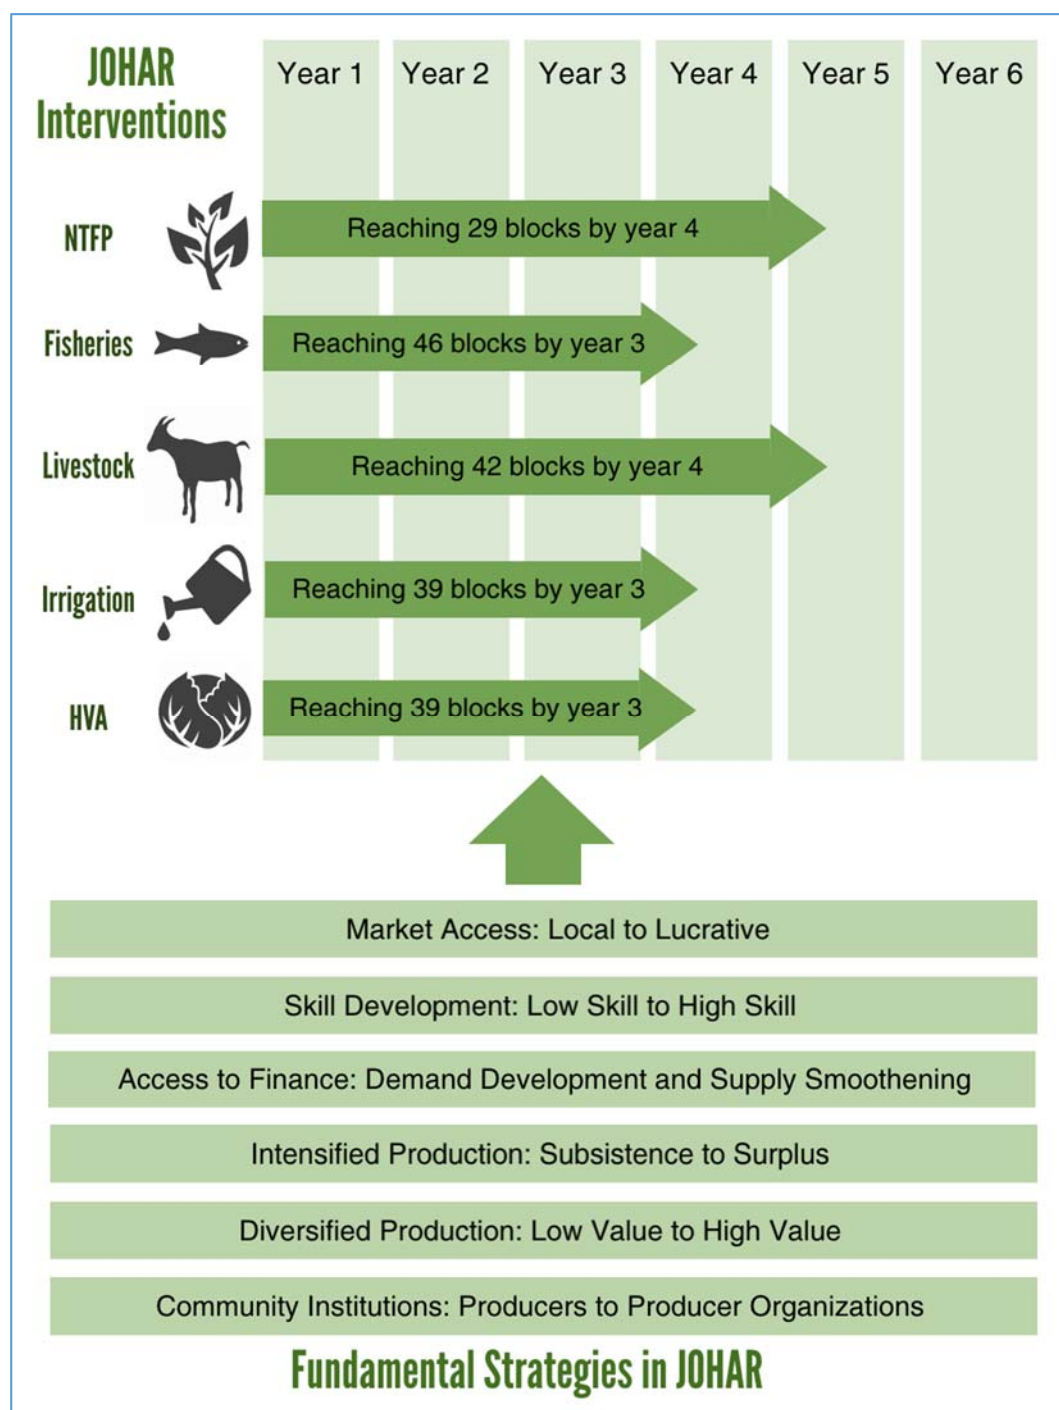 JOHAR
Interventions
Year 1
Year 2
Year 3
Year 4
Year 5
Year 6
NTFP
Reaching 29 blocks by year 4
Fisheries
Reaching 46 blocks by year 3
Livestock
Reaching 42 blocks by year 4
Irrigation
Reaching 39 blocks by year 3
HVA
Reaching 39 blocks by year 3
Market Access: Local to Lucrative
Skill Development: Low Skill to High Skill
Access to Finance: Demand Development and Supply Smoothening
Intensified Production: Subsistence to Surplus
Diversified Production: Low Value to High Value
Community Institutions: Producers to Producer Organizations
Fundamental Strategies in JOHAR